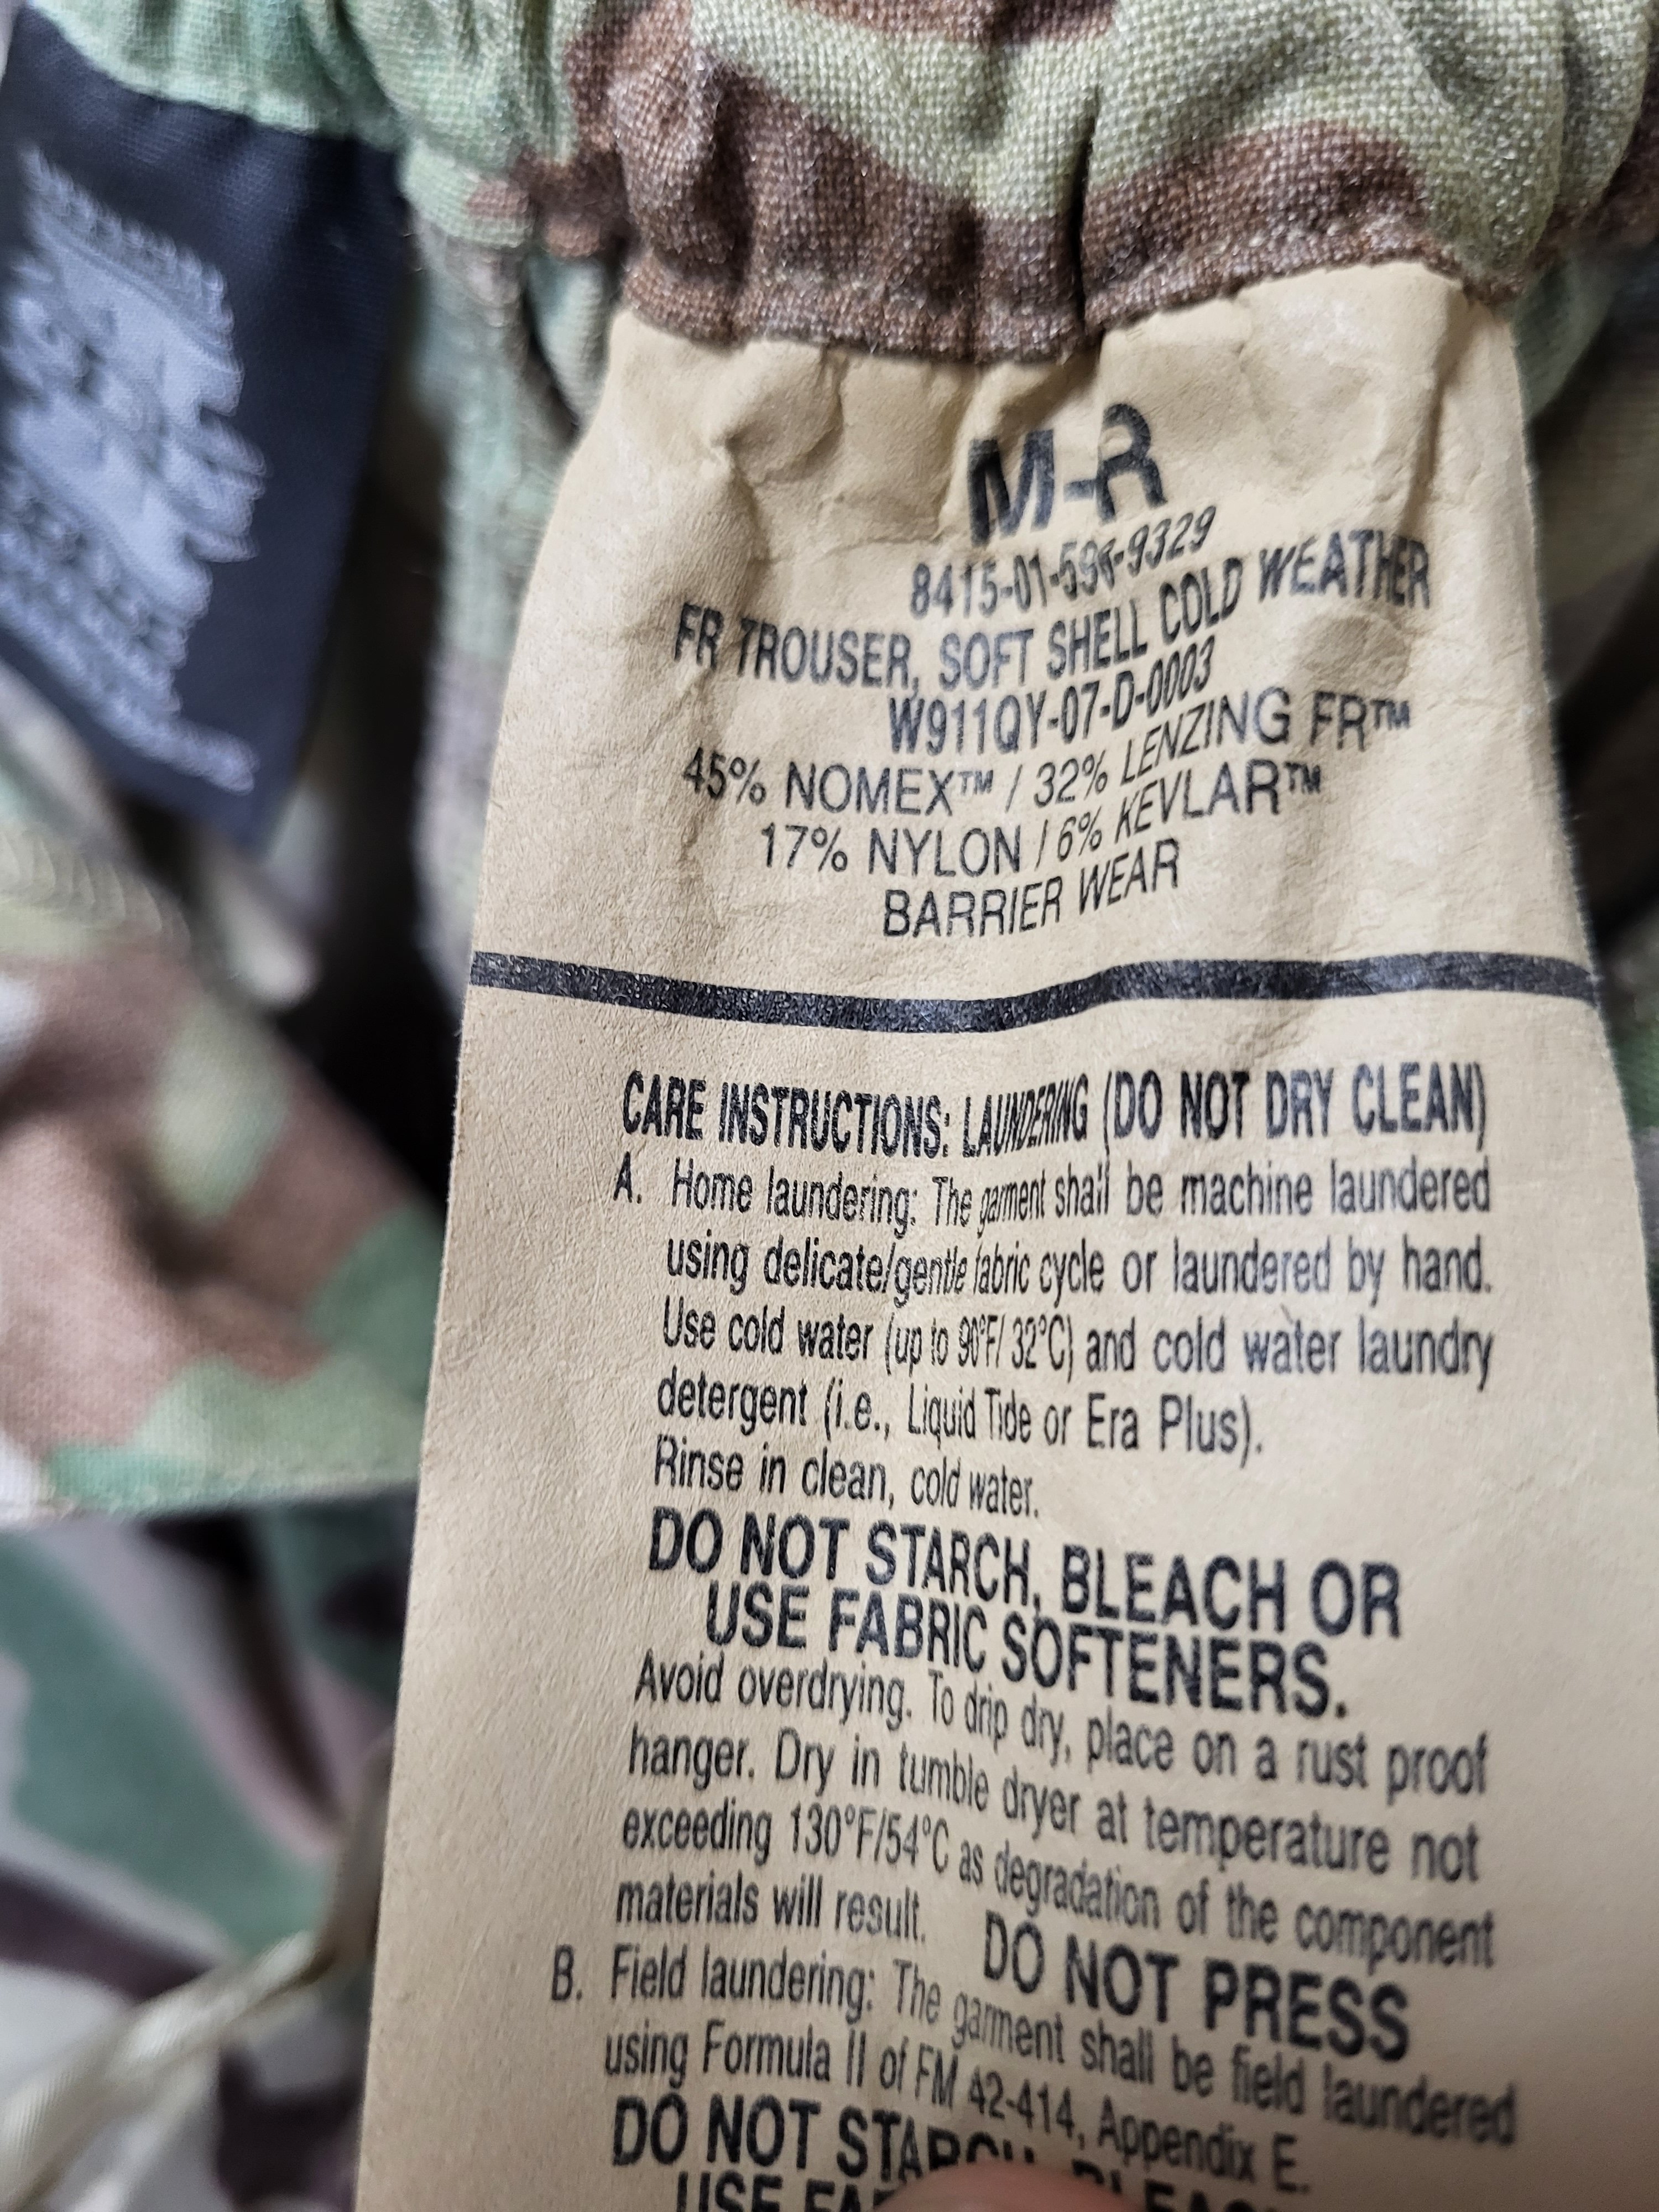 M-R
FR TROUSER, SOFT SHELL COLD WEATHER
W911QY-07-D-0003
45% NOMEX™ / 32% LENZING FR™
17% NYLON / 6% KEVLAR™
BARRIER WEAR
CARE INSTRUCTIONS: LAUNDERING (DO NOT DRY CLEAN)
A. Home laundering: The garment shall be machine laundered
using delicate/gentle fabric cycle or laundered by hand.
Use cold water (up to 90°F/ 32°C) and cold water laundry
detergent (i.e., Liquid Tide or Era Plus).
Rinse in clean, cold water.
DO NOT STARCH, BLEACH OR
USE FABRIC SOFTENERS.
Avoid overdrying. To drip dry, place on a rust proof
hanger. Dry in tumble dryer at temperature not
exceeding 130°F/54°C as degradation of the component
materials will result. DO NOT PRESS
B. Field laundering: The garment shall be field laundered
using Formula II of FM 42-414, Appendix E.
DO NOT STARCH, BLEAC
USE FA